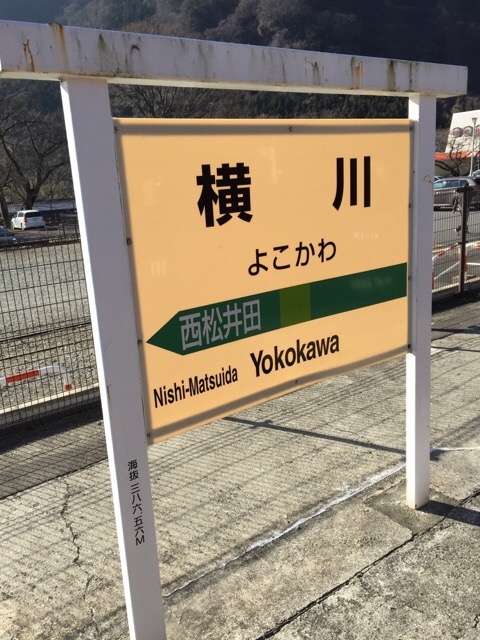 横川
よこかわ
西松井田
Nishi-Matsuida
Yokokawa
海抜三八六.五六M